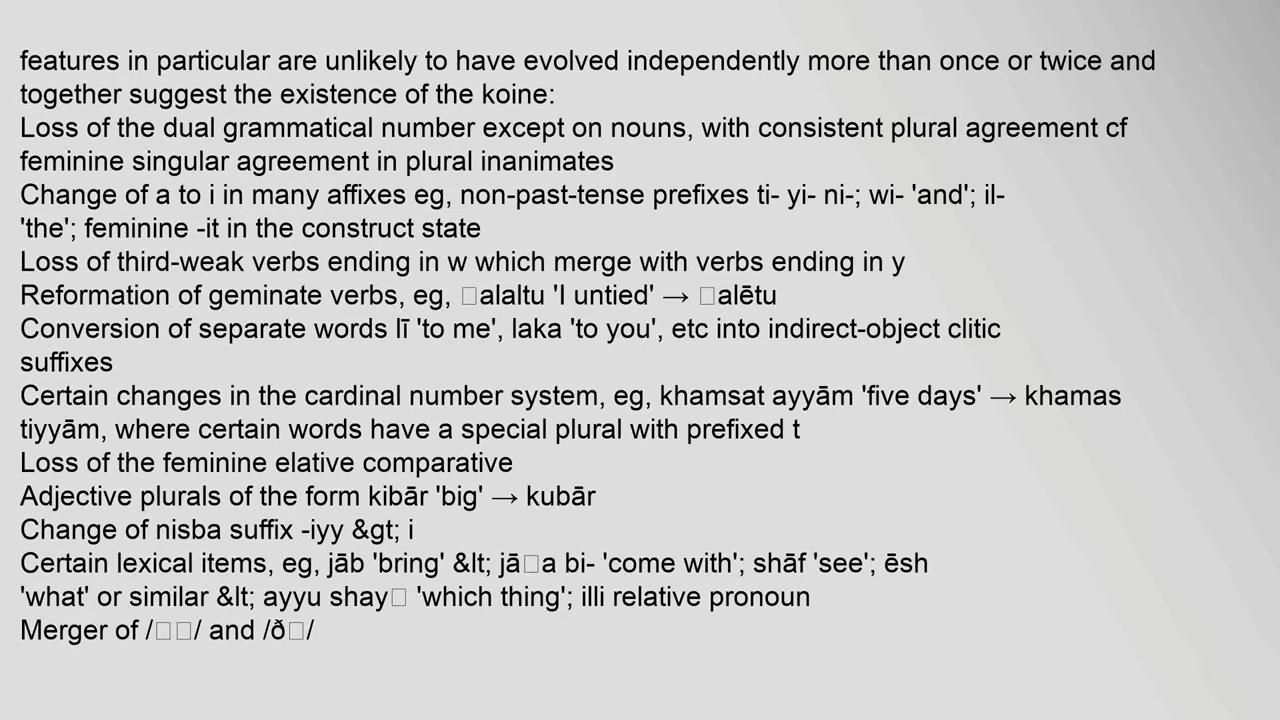 features in particular are unlikely to have evolved independently more than once or twice and
together suggest the existence of the koine:
Loss of the dual grammatical number except on nouns, with consistent plural agreement cf
feminine singular agreement in plural inanimates
Change of a to i in many affixes eg, non-past-tense prefixes ti- yi- ni-; wi- 'and'; il-
'the'; feminine -it in the construct state
Loss of third-weak verbs ending in w which merge with verbs ending in y
Reformation of geminate verbs, eg, □alaltu 'I untied' → □alētu
Conversion of separate words lī 'to me', laka 'to you', etc into indirect-object clitic
suffixes
Certain changes in the cardinal number system, eg, khamsat ayyām 'five days' → khamas
tiyyām, where certain words have a special plural with prefixed t
Loss of the feminine elative comparative
Adjective plurals of the form kibār 'big' → kubār
Change of nisba suffix -iyy &gt; i
Certain lexical items, eg, jāb 'bring' &lt; jā□a bi- 'come with'; shāf 'see'; ēsh
'what' or similar &lt; ayyu shay□ 'which thing'; illi relative pronoun
Merger of /□□/ and /ð□/